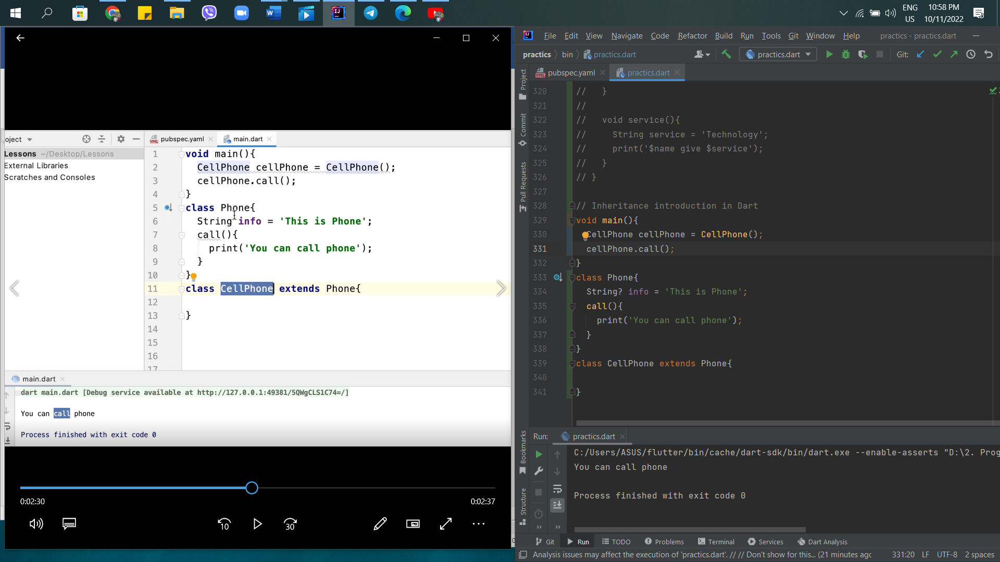 ENG
US
10:58 PM
10/11/2022
oject
pubspec.yaml
main.dart
Lessons ~/Desktop/Lessons
External Libraries
Scratches and Consoles
1 void main(){
2 CellPhone cellPhone = CellPhone();
3 cellPhone.call();
4 }
5 class Phone{
6 String info = 'This is Phone';
7 call(){
8 print('You can call phone');
9 }
10 }
11 class CellPhone extends Phone{
12
13 }
14
15
16
17
main.dart
dart main.dart [Debug service available at http://127.0.0.1:49381/5QWgCLS1C74=/]
You can call phone
Process finished with exit code 0
0:02:30
0:02:37
10
30
File Edit View Navigate Code Refactor Build Run Tools Git Window Help practics - practics.dart
practics bin practics.dart
practics.dart
Git:
pubspec.yaml
practics.dart
Project
Commit
Pull Requests
Bookmarks
Structure
320 // }
321 //
322 // void service(){
323 // String service = 'Technology';
324 // print('$name give $service');
325 // }
326 // }
327
328 // Inheritance introduction in Dart
329 void main(){
330 CellPhone cellPhone = CellPhone();
331 cellPhone.call();
332 }
333 class Phone{
334 String? info = 'This is Phone';
335 call(){
336 print('You can call phone');
337 }
338 }
339 class CellPhone extends Phone{
340
341 }
Run: practics.dart
C:/Users/ASUS/flutter/bin/cache/dart-sdk/bin/dart.exe --enable-asserts "D:\2. Prog
You can call phone
Process finished with exit code 0
Git Run TODO Problems Terminal Services Dart Analysis
Analysis issues may affect the execution of 'practics.dart'. // // Don't show for this... (21 minutes agc
331:20 LF UTF-8 2 spaces